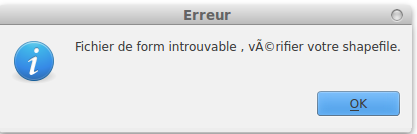 Erreur
Fichier de form introuvable , vÃ©rifier votre shapefile.
OK